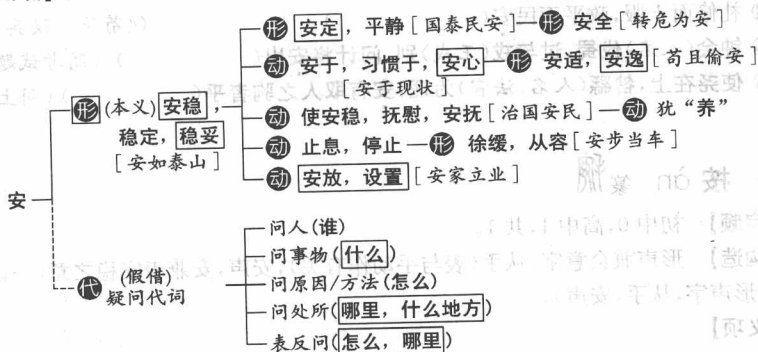 形 安定，平静[国泰民安]—形 安全[转危为安]
动 安于，习惯于，安心—形 安适，安逸[苟且偷安]
[安于现状]
形 (本义)安稳，
稳定，稳妥
[安如泰山]
动 使安稳，抚慰，安抚[治国安民]—动 犹“养”
动 止息，停止—形 徐缓，从容[安步当车]
动 安放，设置[安家立业]
安
代 (假借)
疑问代词
问人(谁)
问事物(什么)
问原因/方法(怎么)
问处所(哪里，什么地方)
表反问(怎么，哪里)